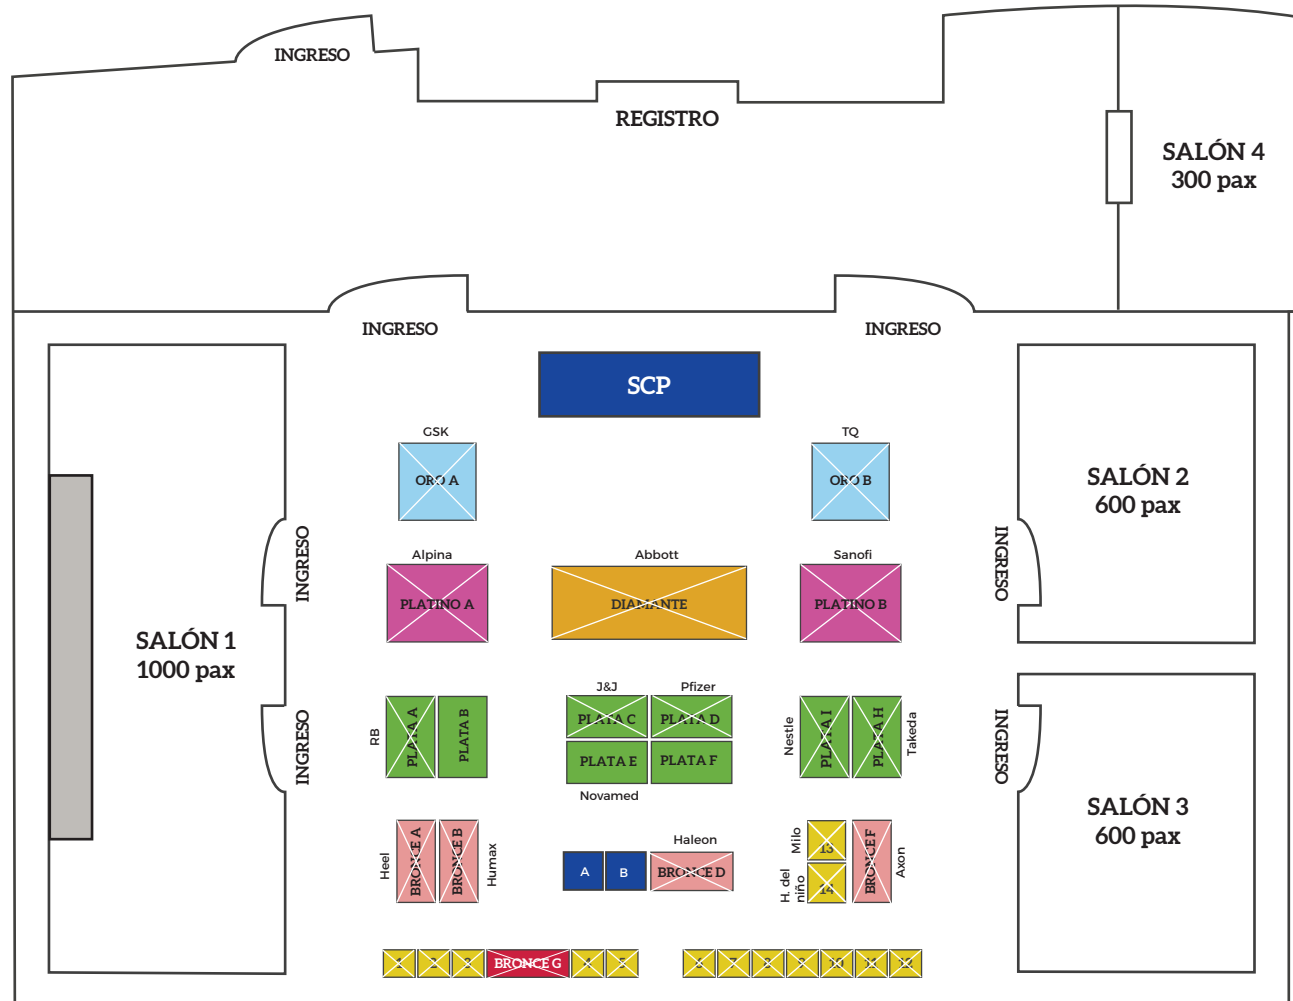 INGRESO
REGISTRO
SALÓN 4
300 pax
INGRESO
INGRESO
SCP
GSK
TQ
ORO A
ORO B
SALÓN 2
600 pax
INGRESO
INGRESO
Alpina
Abbott
Sanofi
PLATINO A
DIAMANTE
PLATINO B
SALÓN 1
1000 pax
J&J
Pfizer
RB
PLATA A
PLATA B
PLATA C
PLATA D
Nestle
PLATA I
PLATA H
Takeda
INGRESO
INGRESO
PLATA E
PLATA F
Novamed
SALÓN 3
600 pax
Heel
BRONCE A
BRONCE B
Humax
Haleon
A
B
BRONCE D
Milo
13
H. del
niño
14
BRONCE F
Axon
1
2
3
BRONCE G
4
5
6
7
8
9
10
11
12